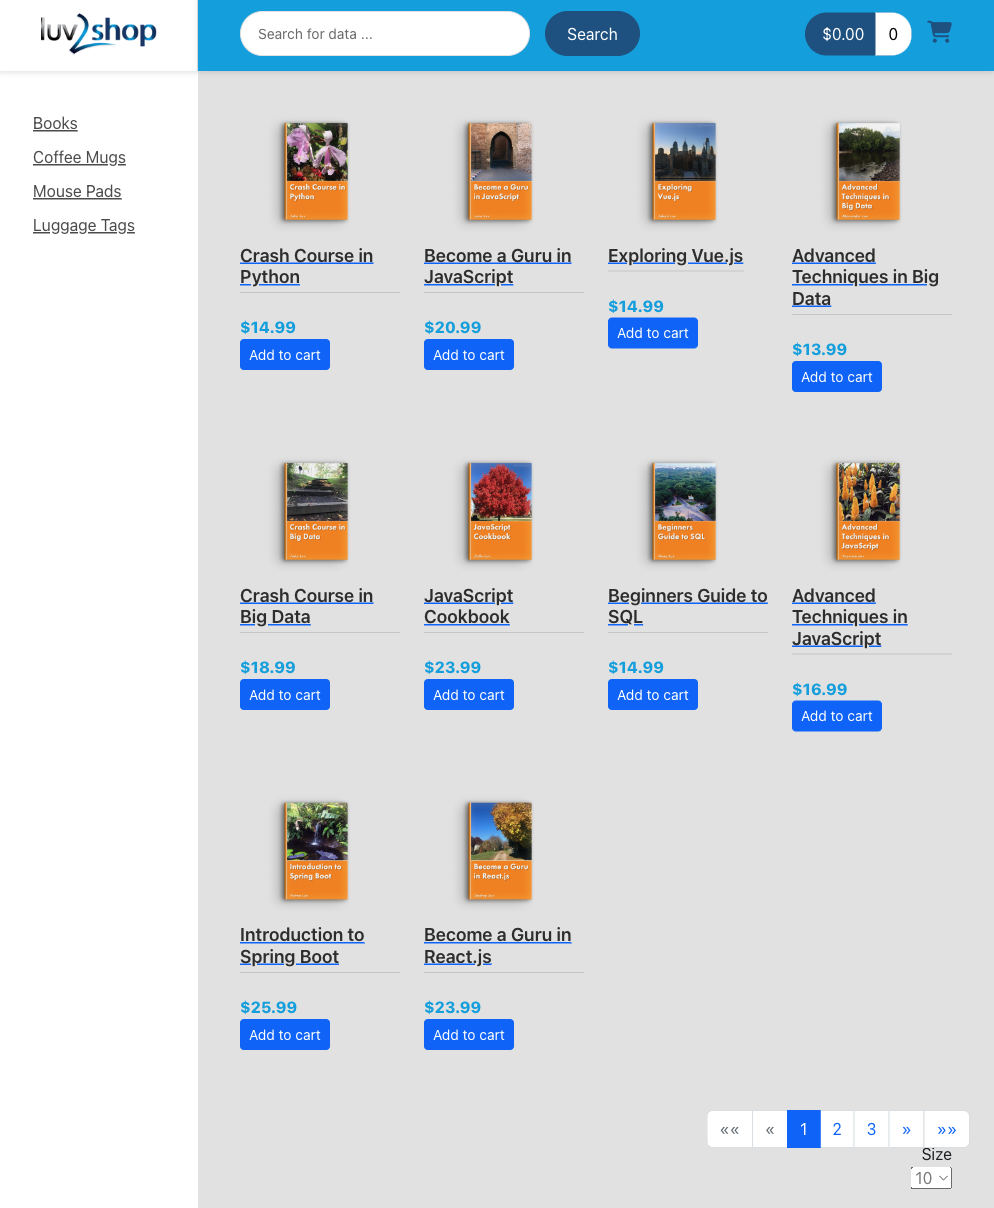 luv2shop
Search for data ...
Search
$0.00
0
Books
Coffee Mugs
Mouse Pads
Luggage Tags
Crash Course in
Python
Become a Guru
in JavaScript
Exploring
Vue.js
Advanced
Techniques in
Big Data
Crash Course in
Python
$14.99
Add to cart
Become a Guru in
JavaScript
$20.99
Add to cart
Exploring Vue.js
$14.99
Add to cart
Advanced
Techniques in Big
Data
$13.99
Add to cart
Crash Course in
Big Data
JavaScript
Cookbook
Beginners
Guide to SQL
Advanced
Techniques in
JavaScript
Crash Course in
Big Data
$18.99
Add to cart
JavaScript
Cookbook
$23.99
Add to cart
Beginners Guide to
SQL
$14.99
Add to cart
Advanced
Techniques in
JavaScript
$16.99
Add to cart
Introduction to
Spring Boot
Become a Guru
in React.js
Introduction to
Spring Boot
$25.99
Add to cart
Become a Guru in
React.js
$23.99
Add to cart
«« « 1 2 3 » »»
Size
10